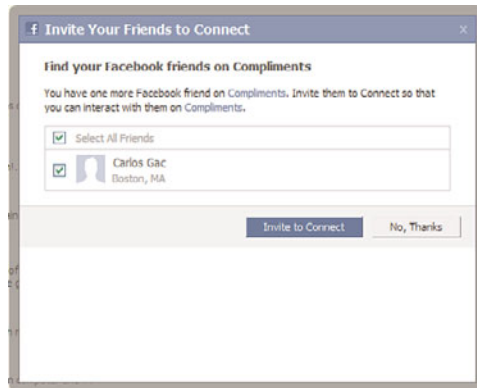 Invite Your Friends to Connect x
Find your Facebook friends on Compliments
You have one more Facebook friend on Compliments. Invite them to Connect so that
you can interact with them on Compliments.
Select All Friends
Carlos Gac
Boston, MA
Invite to Connect No, Thanks